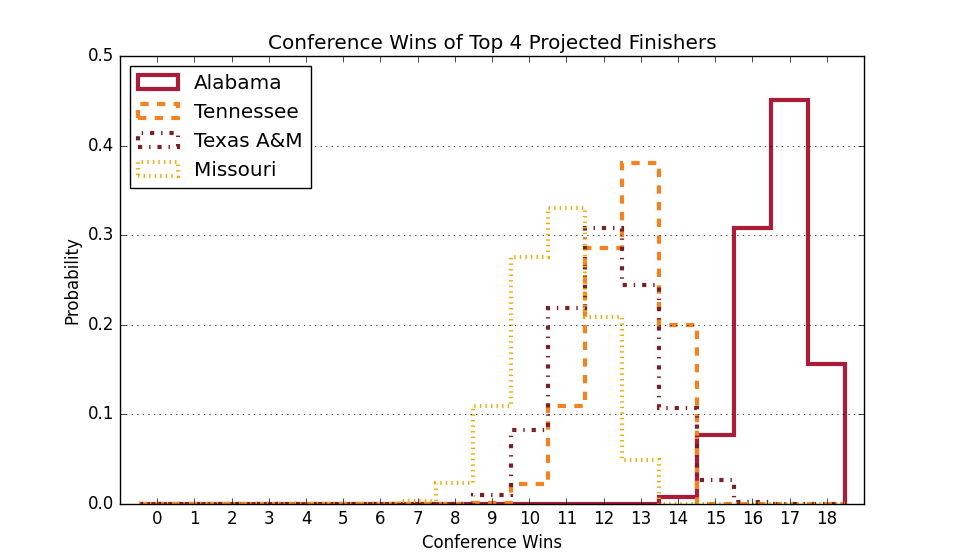 Conference Wins of Top 4 Projected Finishers
0.5
0.4
0.3
0.2
0.1
0.0
Probability
Alabama
Tennessee
Texas A&M
Missouri
0 1 2 3 4 5 6 7 8 9 10 11 12 13 14 15 16 17 18
Conference Wins